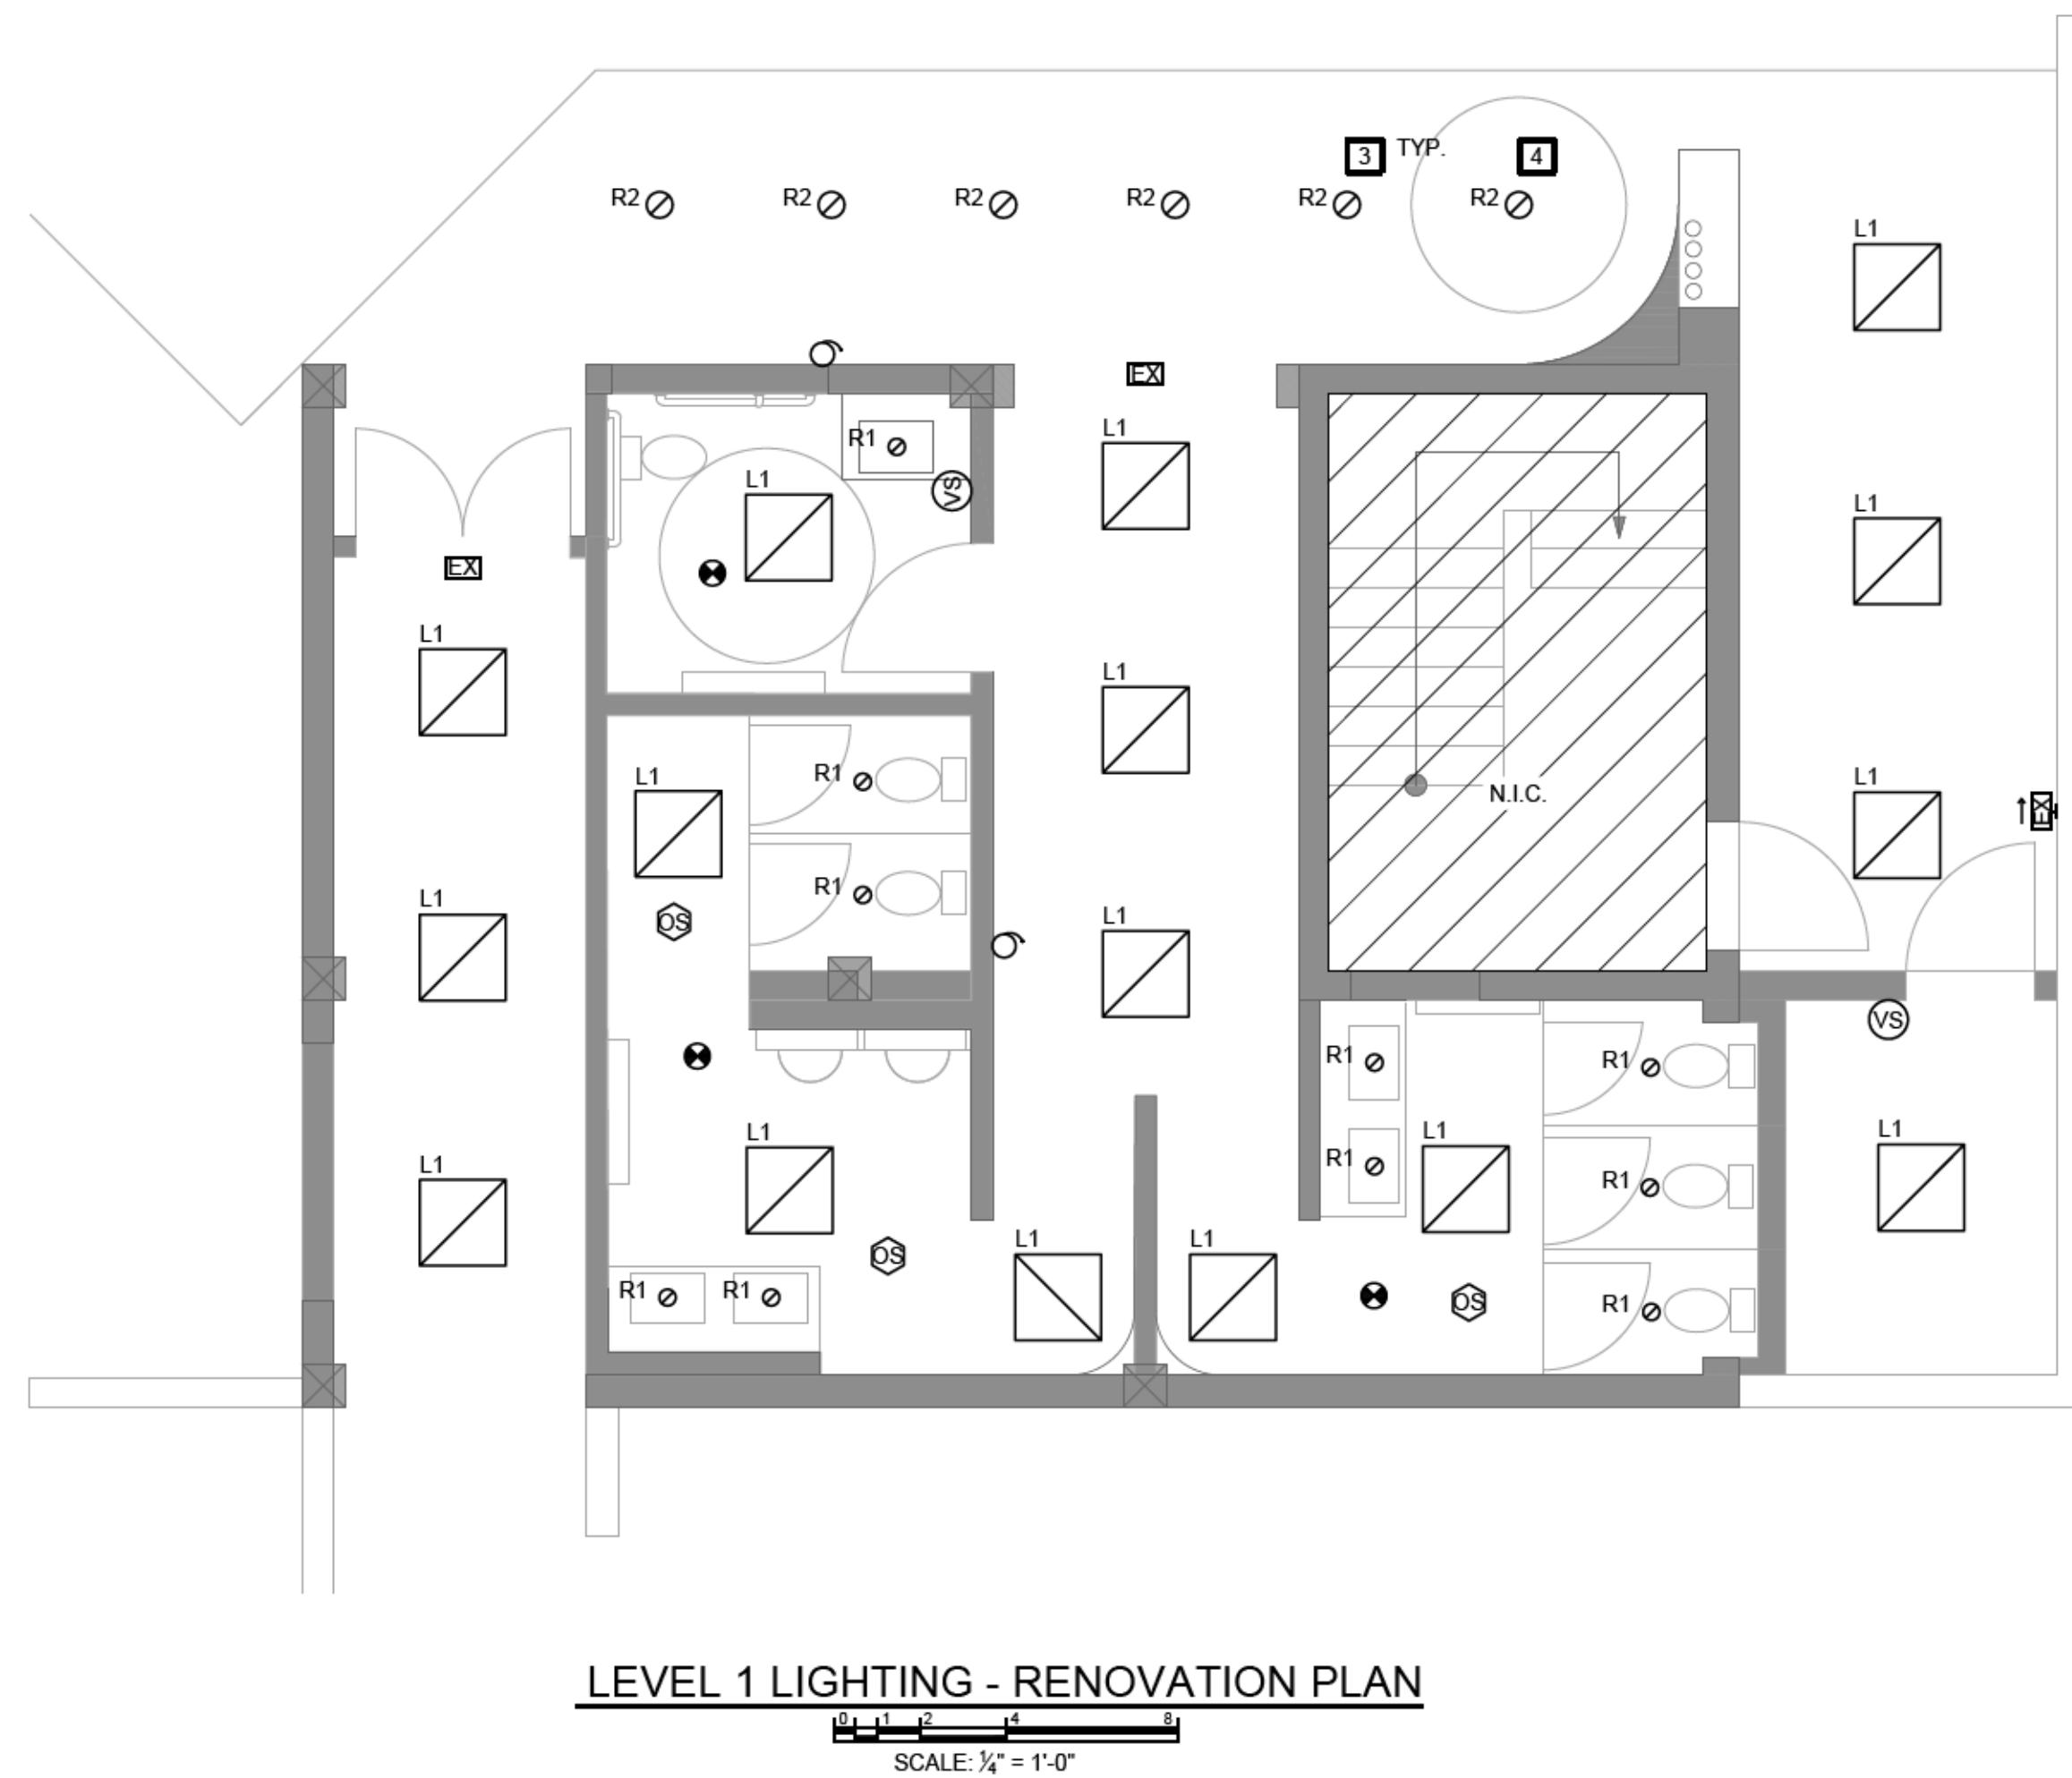 3 TYP. 4
R2 R2 R2 R2 R2 R2
L1
EX
L1
R1
L1
VS
L1
EX
L1
L1
L1
R1
L1
L1
N.I.C.
EX
R1
OS
L1
L1
VS
R1
R1
L1
L1
L1
R1
R1
L1
R1
OS
L1
L1
R1
R1
OS
R1
LEVEL 1 LIGHTING - RENOVATION PLAN
0 1 2 4 8
SCALE: ¼" = 1'-0"